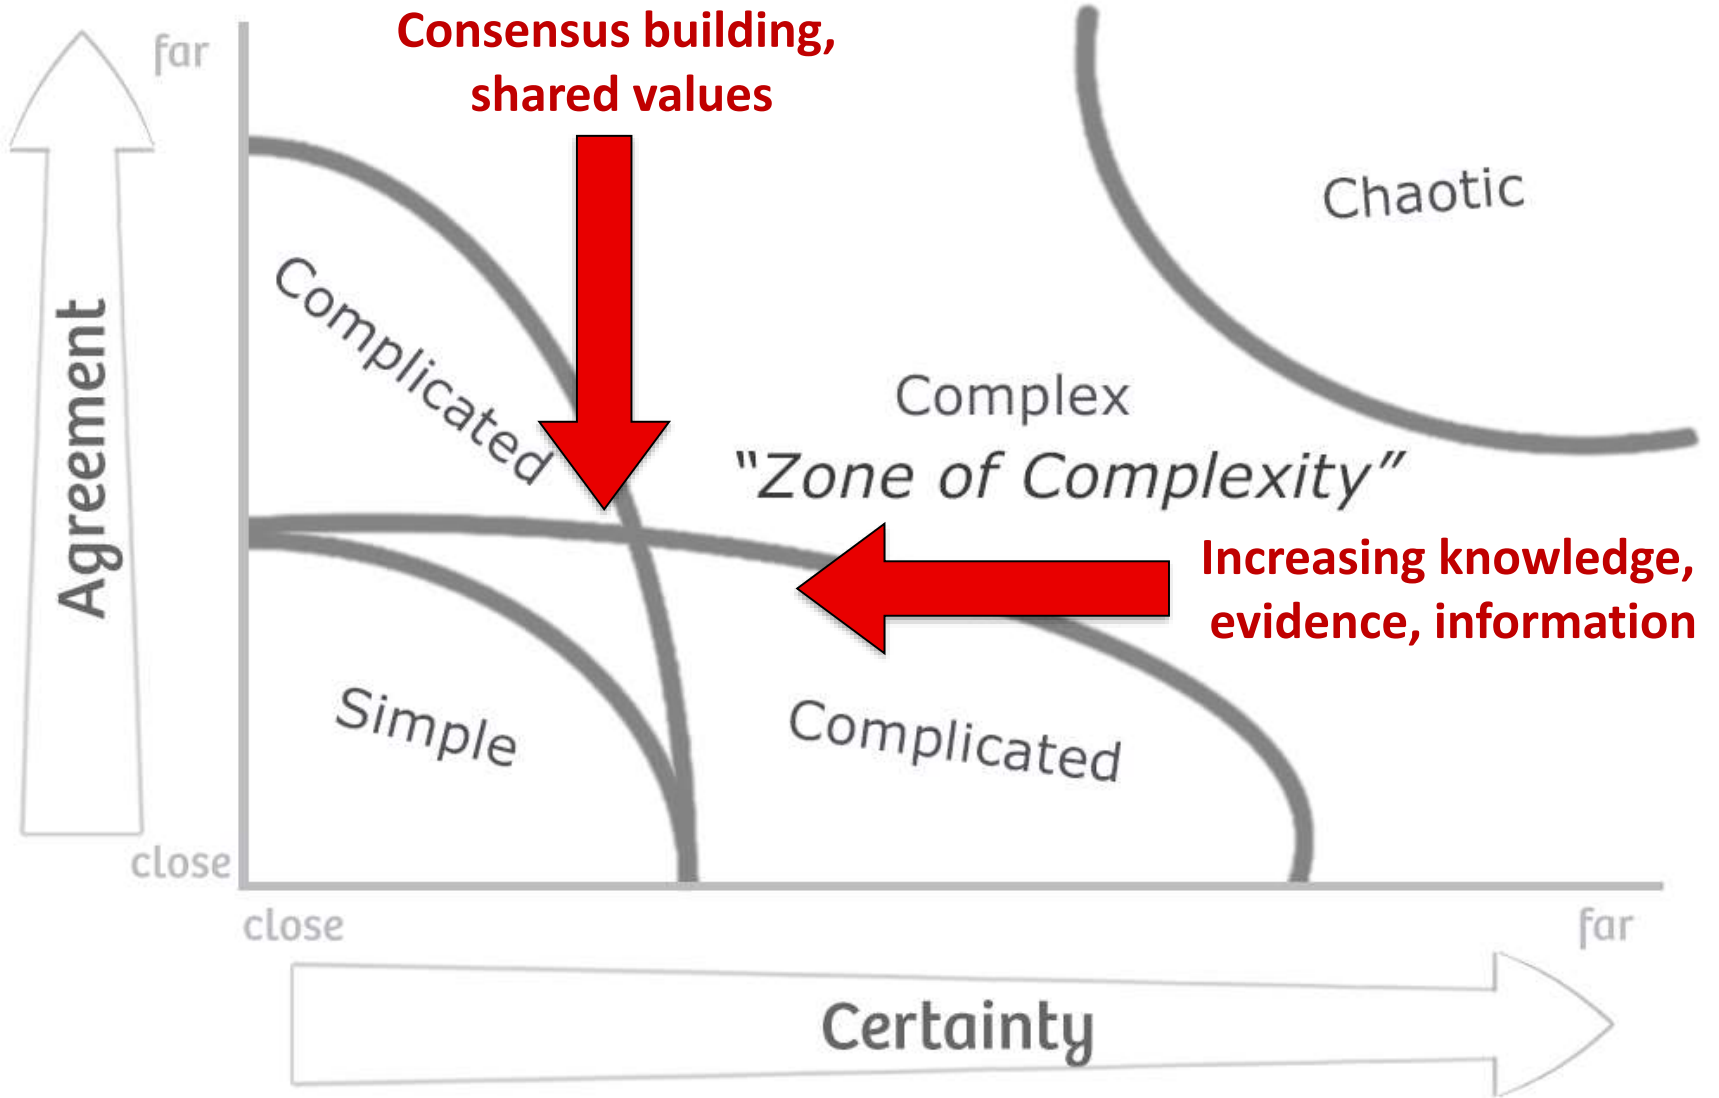 Consensus building,
shared values
far
Chaotic
Complicated
Agreement
Complex
“Zone of Complexity”
Increasing knowledge,
evidence, information
Simple
Complicated
close
close
far
Certainty